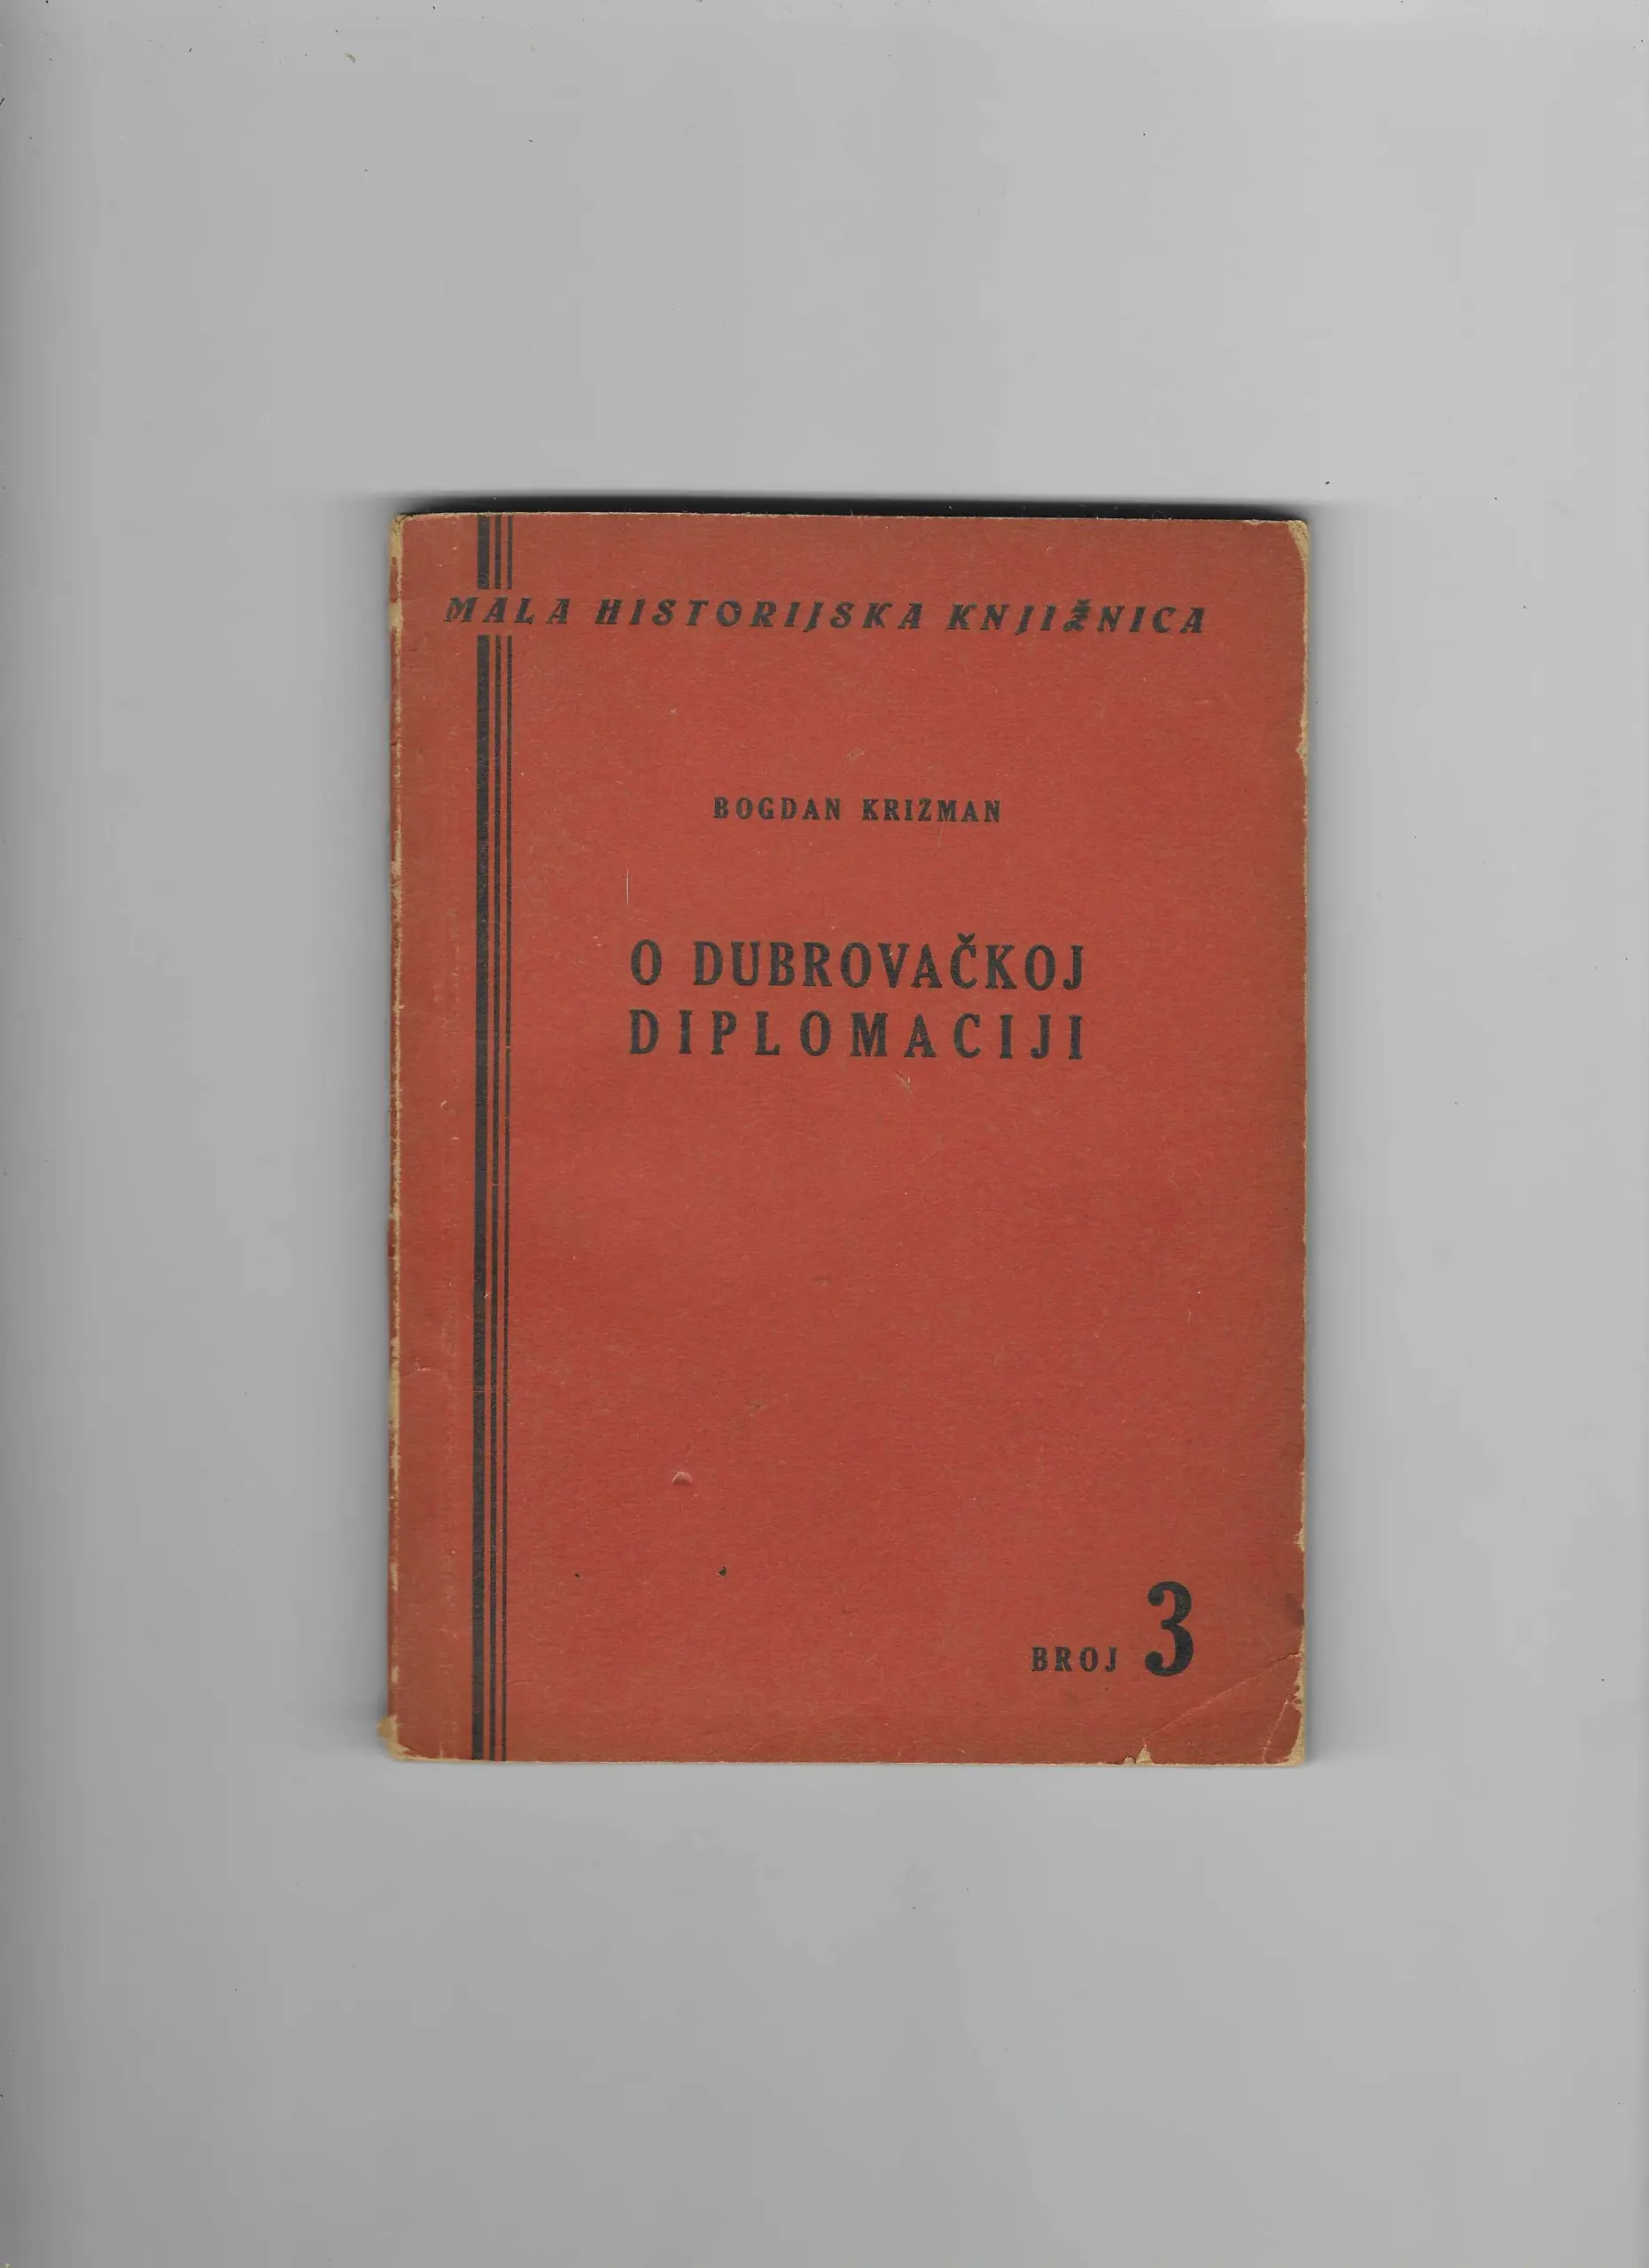 MALA HISTORIJSKA KNJIŽNICA
BOGDAN KRIZMAN
O DUBROVAČKOJ
DIPLOMACIJI
BROJ 3